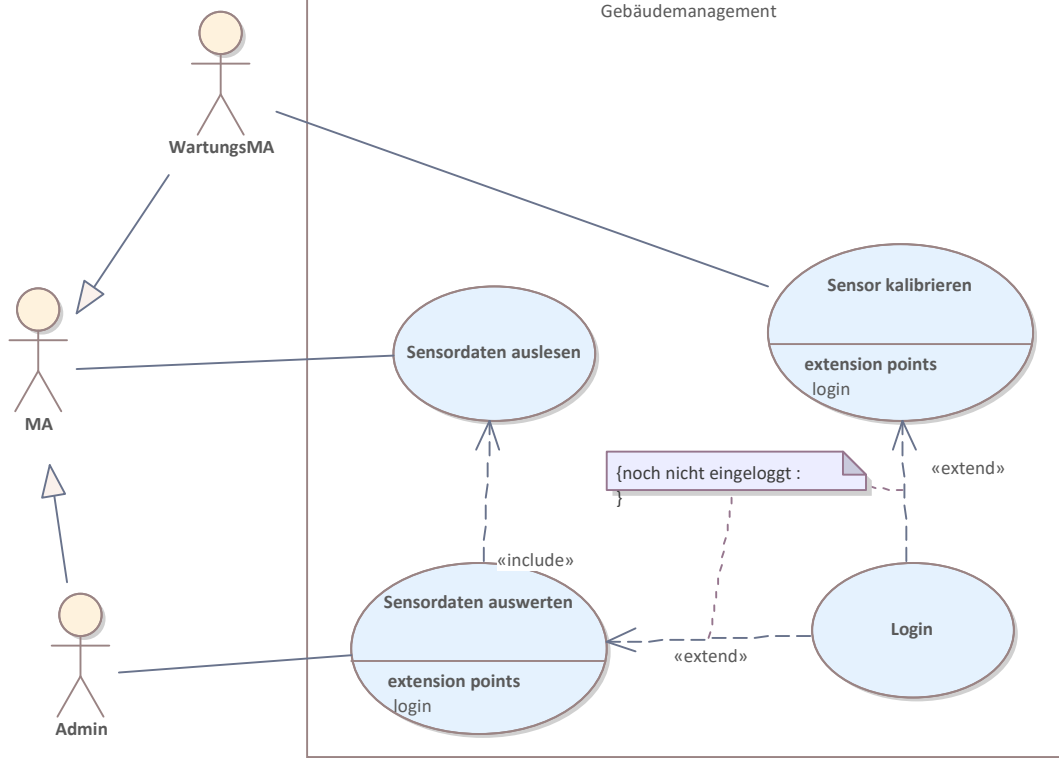 Gebäudemanagement
WartungsMA
Sensor kalibrieren
extension points
login
Sensordaten auslesen
MA
«extend»
{noch nicht eingeloggt :
}
«include»
Sensordaten auswerten
extension points
login
«extend»
Login
Admin